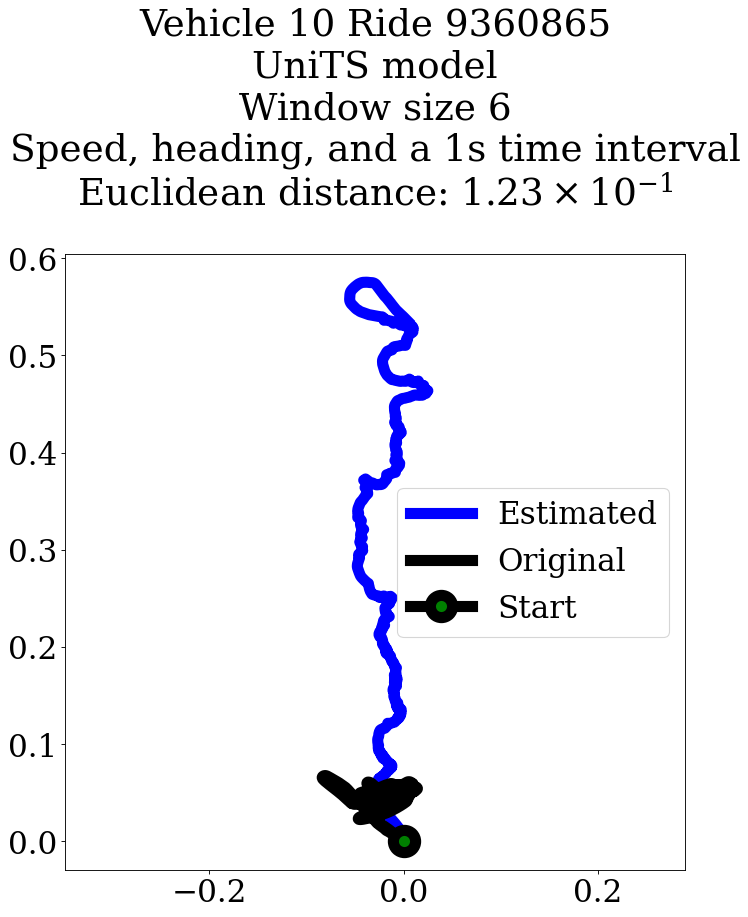 Vehicle 10 Ride 9360865
UniTS model
Window size 6
Speed, heading, and a 1s time interval
Euclidean distance: 1.23 × 10⁻¹
0.6
0.5
0.4
0.3
0.2
0.1
0.0
Estimated
Original
Start
−0.2
0.0
0.2